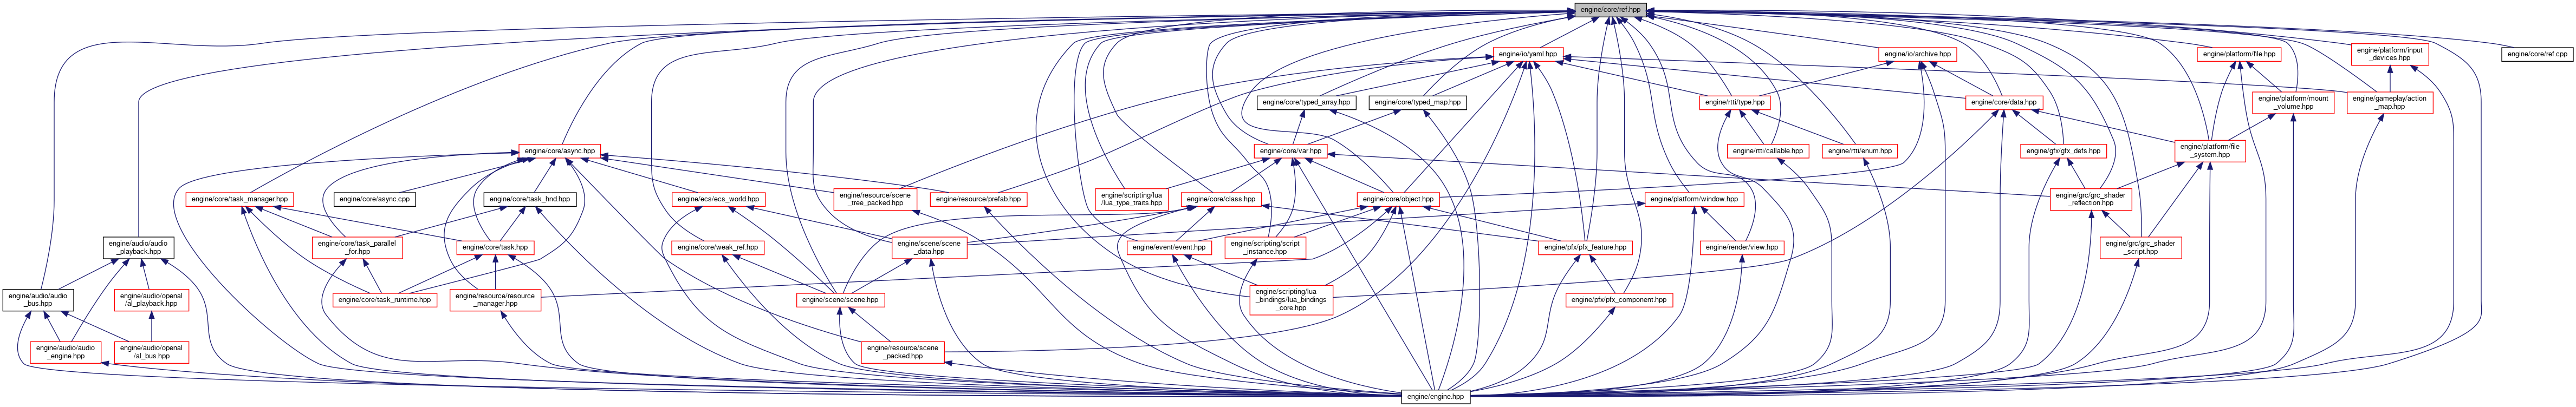 engine/core/ref.hpp
engine/io/yaml.hpp
engine/io/archive.hpp
engine/platform/file.hpp
engine/platform/input
_devices.hpp
engine/core/ref.cpp
engine/core/typed_array.hpp
engine/core/typed_map.hpp
engine/rtti/type.hpp
engine/core/data.hpp
engine/platform/mount
_volume.hpp
engine/gameplay/action
_map.hpp
engine/core/async.hpp
engine/core/var.hpp
engine/rtti/callable.hpp
engine/rtti/enum.hpp
engine/gfx/gfx_defs.hpp
engine/platform/file
_system.hpp
engine/core/task_manager.hpp
engine/core/async.cpp
engine/core/task_hnd.hpp
engine/ecs/ecs_world.hpp
engine/resource/scene
_tree_packed.hpp
engine/resource/prefab.hpp
engine/scripting/lua
/lua_type_traits.hpp
engine/core/class.hpp
engine/core/object.hpp
engine/platform/window.hpp
engine/grc/grc_shader
_reflection.hpp
engine/audio/audio
_playback.hpp
engine/core/task_parallel
_for.hpp
engine/core/task.hpp
engine/core/weak_ref.hpp
engine/scene/scene
_data.hpp
engine/event/event.hpp
engine/scripting/script
_instance.hpp
engine/pfx/pfx_feature.hpp
engine/render/view.hpp
engine/grc/grc_shader
_script.hpp
engine/audio/audio
_bus.hpp
engine/audio/openal
/al_playback.hpp
engine/core/task_runtime.hpp
engine/resource/resource
_manager.hpp
engine/scene/scene.hpp
engine/scripting/lua
_bindings/lua_bindings
_core.hpp
engine/pfx/pfx_component.hpp
engine/audio/audio
_engine.hpp
engine/audio/openal
/al_bus.hpp
engine/resource/scene
_packed.hpp
engine/engine.hpp